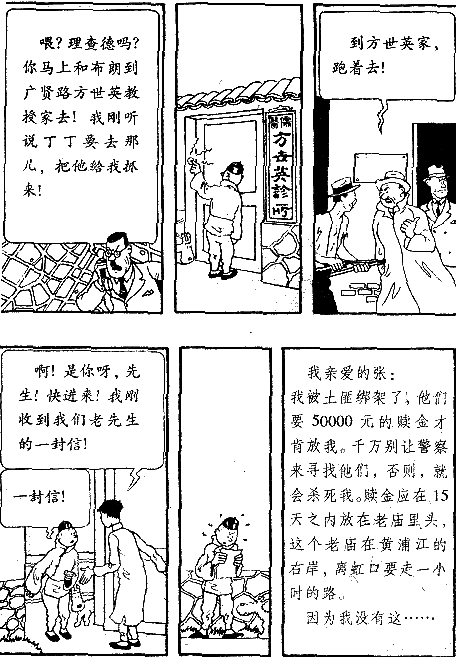 喂？理查德吗？
你马上和布朗到
广贤路方世英教
授家去！我刚听
说丁丁要去那
儿，把他给我抓
来！
儒醫
方世英診所
到方世英家，
跑着去！
啊！是你呀，先
生！快进来！我刚
收到我们老先生
的一封信！
一封信！
我亲爱的张：
我被土匪绑架了，他们
要50000元的赎金才
肯放我。千万别让警察
来寻找他们，否则，就
会杀死我。赎金应在15
天之内放在老庙里头，
这个老庙在黄浦江的
右岸，离虹口要走一小
时的路。
因为我没有这……